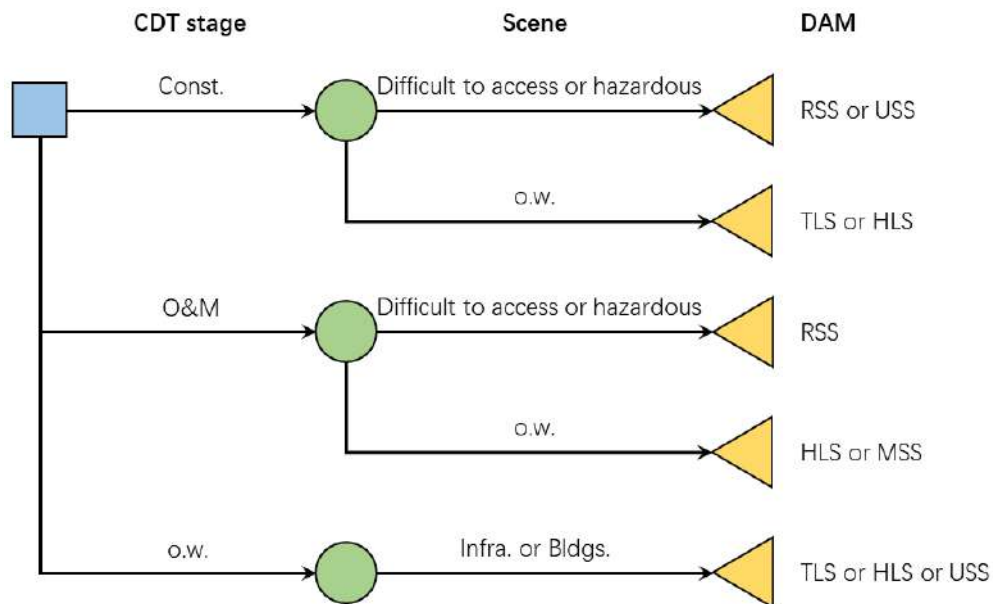 CDT stage
Scene
DAM
Const.
Difficult to access or hazardous
RSS or USS
o.w.
TLS or HLS
O&M
Difficult to access or hazardous
RSS
o.w.
HLS or MSS
o.w.
Infra. or Bldgs.
TLS or HLS or USS